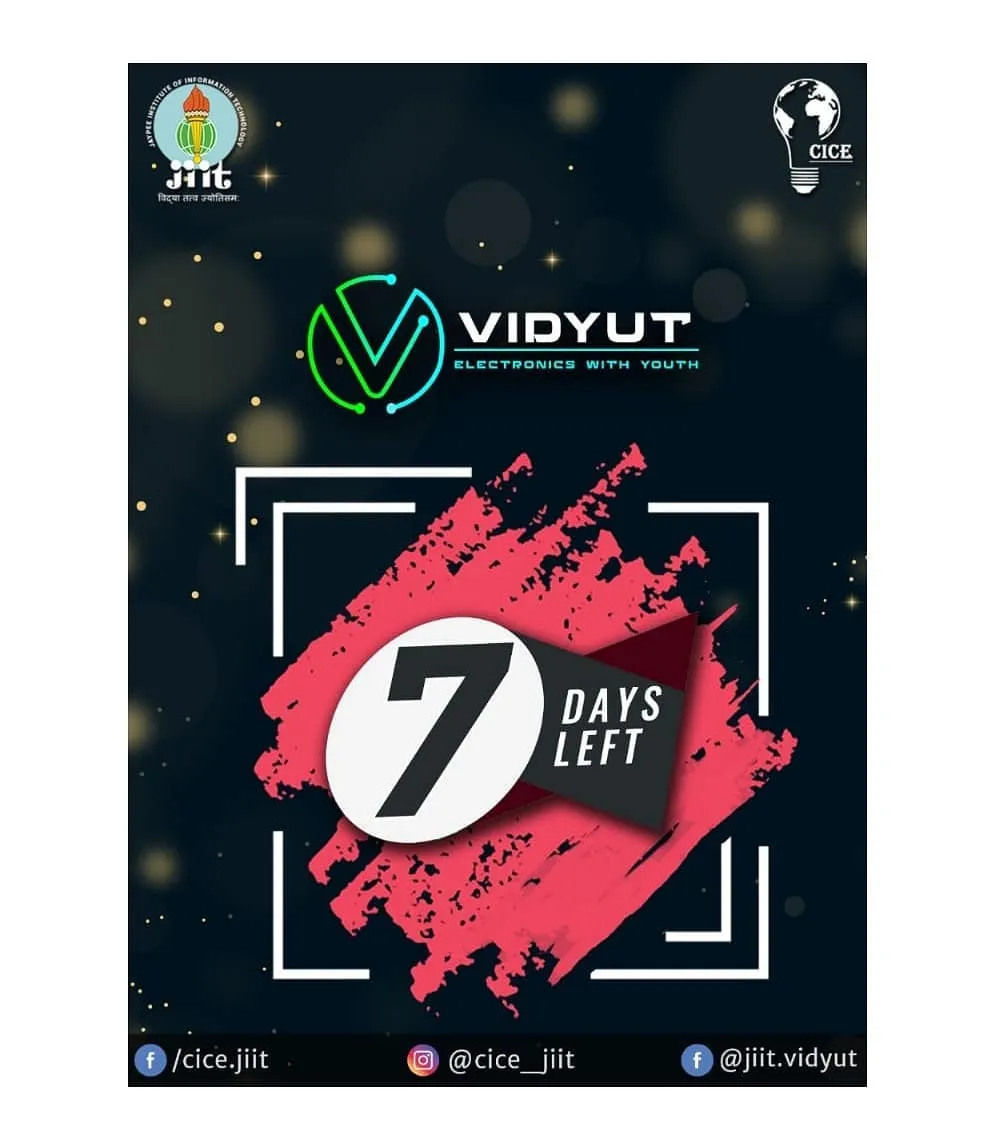 JAYPEE INSTITUTE OF INFORMATION TECHNOLOGY
jiit
विद्या तत्व ज्योतिसम:
CICE
VIDYUT
ELECTRONICS WITH YOUTH
7
DAYS
LEFT
/cice.jiit
@cice__jiit
@jiit.vidyut